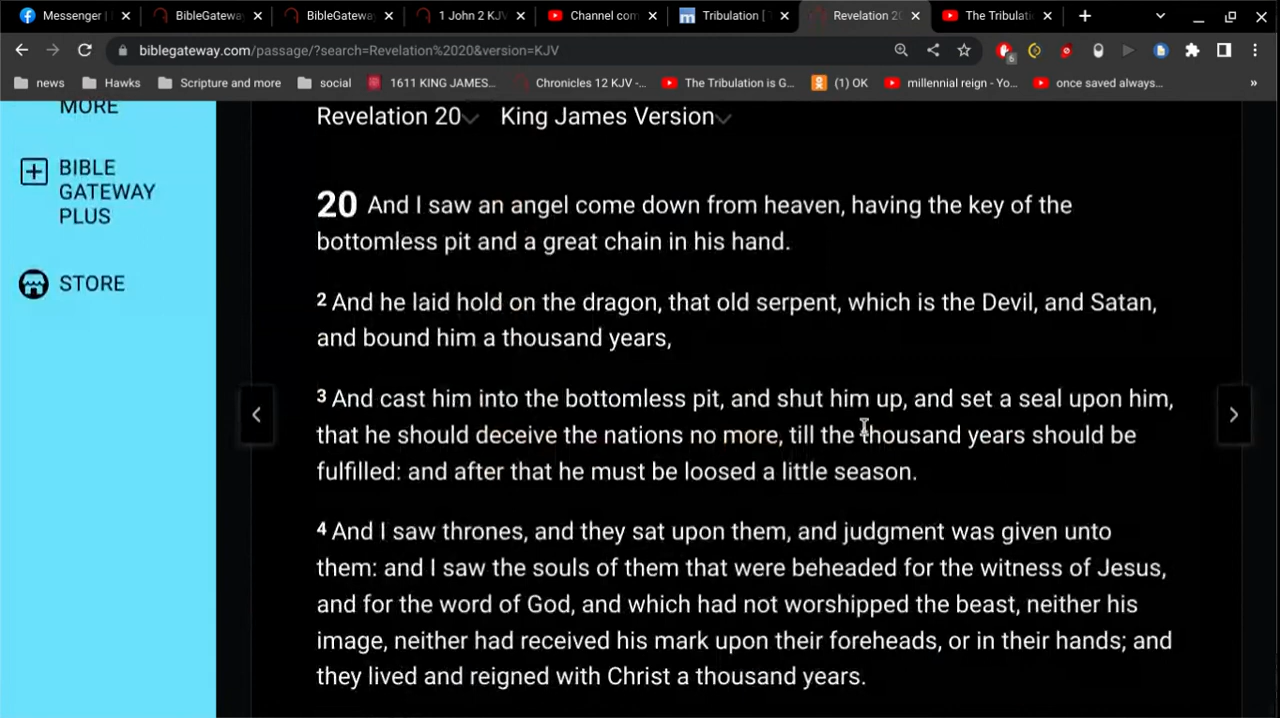 Messenger |
BibleGateway
BibleGateway
1 John 2 KJV
Channel com
Tribulation [
Revelation 20
The Tribulati
biblegateway.com/passage/?search=Revelation%2020&version=KJV
6
news
Hawks
Scripture and more
social
1611 KING JAMES...
Chronicles 12 KJV -...
The Tribulation is G...
(1) OK
millennial reign - Yo...
once saved always...
»
MORE
BIBLE
GATEWAY
PLUS
STORE
Revelation 20 King James Version
20 And I saw an angel come down from heaven, having the key of the
bottomless pit and a great chain in his hand.
2 And he laid hold on the dragon, that old serpent, which is the Devil, and Satan,
and bound him a thousand years,
3 And cast him into the bottomless pit, and shut him up, and set a seal upon him,
that he should deceive the nations no more, till the thousand years should be
fulfilled: and after that he must be loosed a little season.
4 And I saw thrones, and they sat upon them, and judgment was given unto
them: and I saw the souls of them that were beheaded for the witness of Jesus,
and for the word of God, and which had not worshipped the beast, neither his
image, neither had received his mark upon their foreheads, or in their hands; and
they lived and reigned with Christ a thousand years.